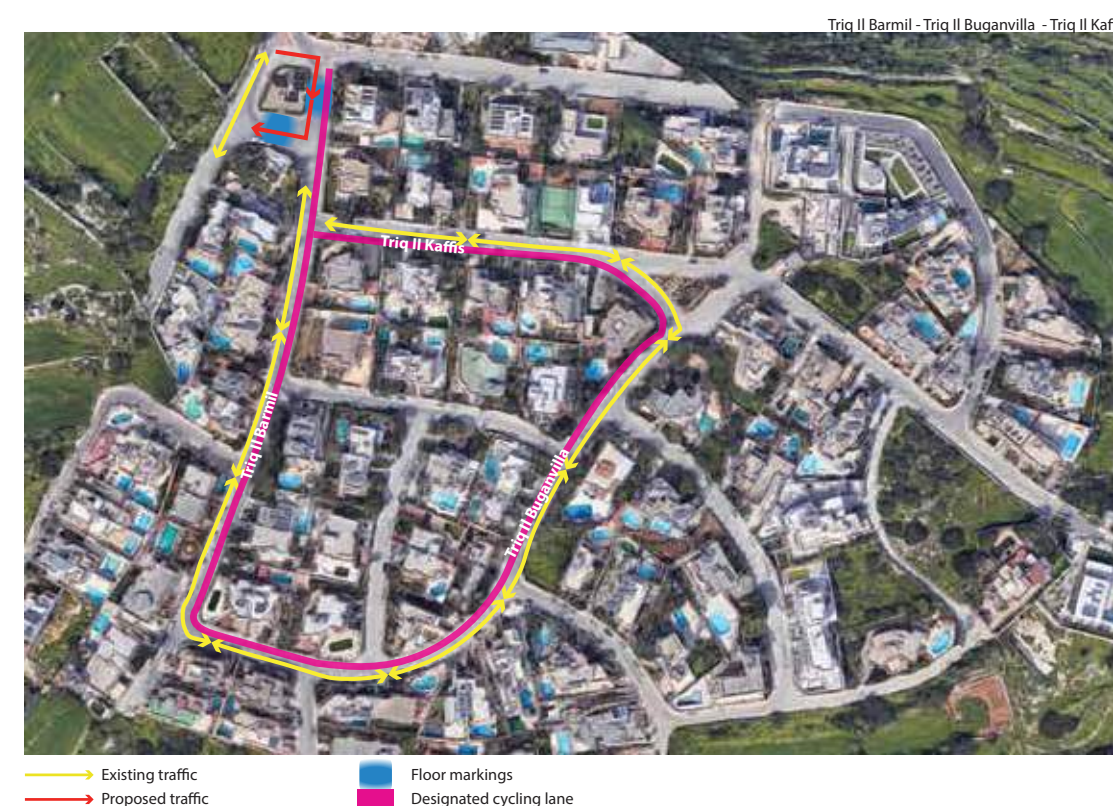 Triq Il Barmil - Triq Il Buganvilla - Triq Il Kaf
Triq Il Kaffis
Triq Il Barmil
Triq Il Buganvilla
Existing traffic
Floor markings
Proposed traffic
Designated cycling lane